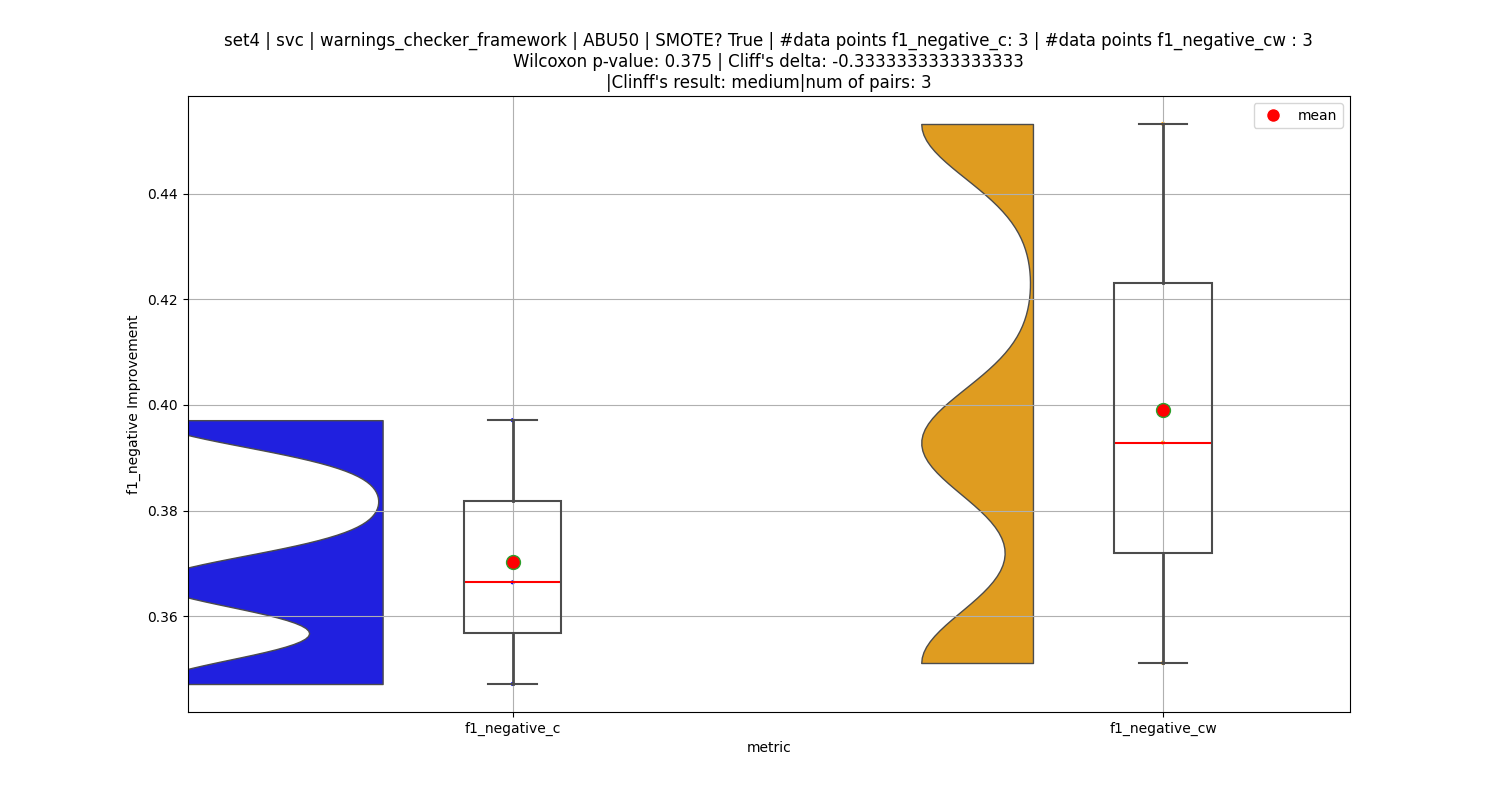 set4 | svc | warnings_checker_framework | ABU50 | SMOTE? True | #data points f1_negative_c: 3 | #data points f1_negative_cw : 3
Wilcoxon p-value: 0.375 | Cliff's delta: -0.3333333333333333
|Clinff's result: medium|num of pairs: 3
mean
0.44
0.42
0.40
0.38
0.36
f1_negative Improvement
f1_negative_c
f1_negative_cw
metric